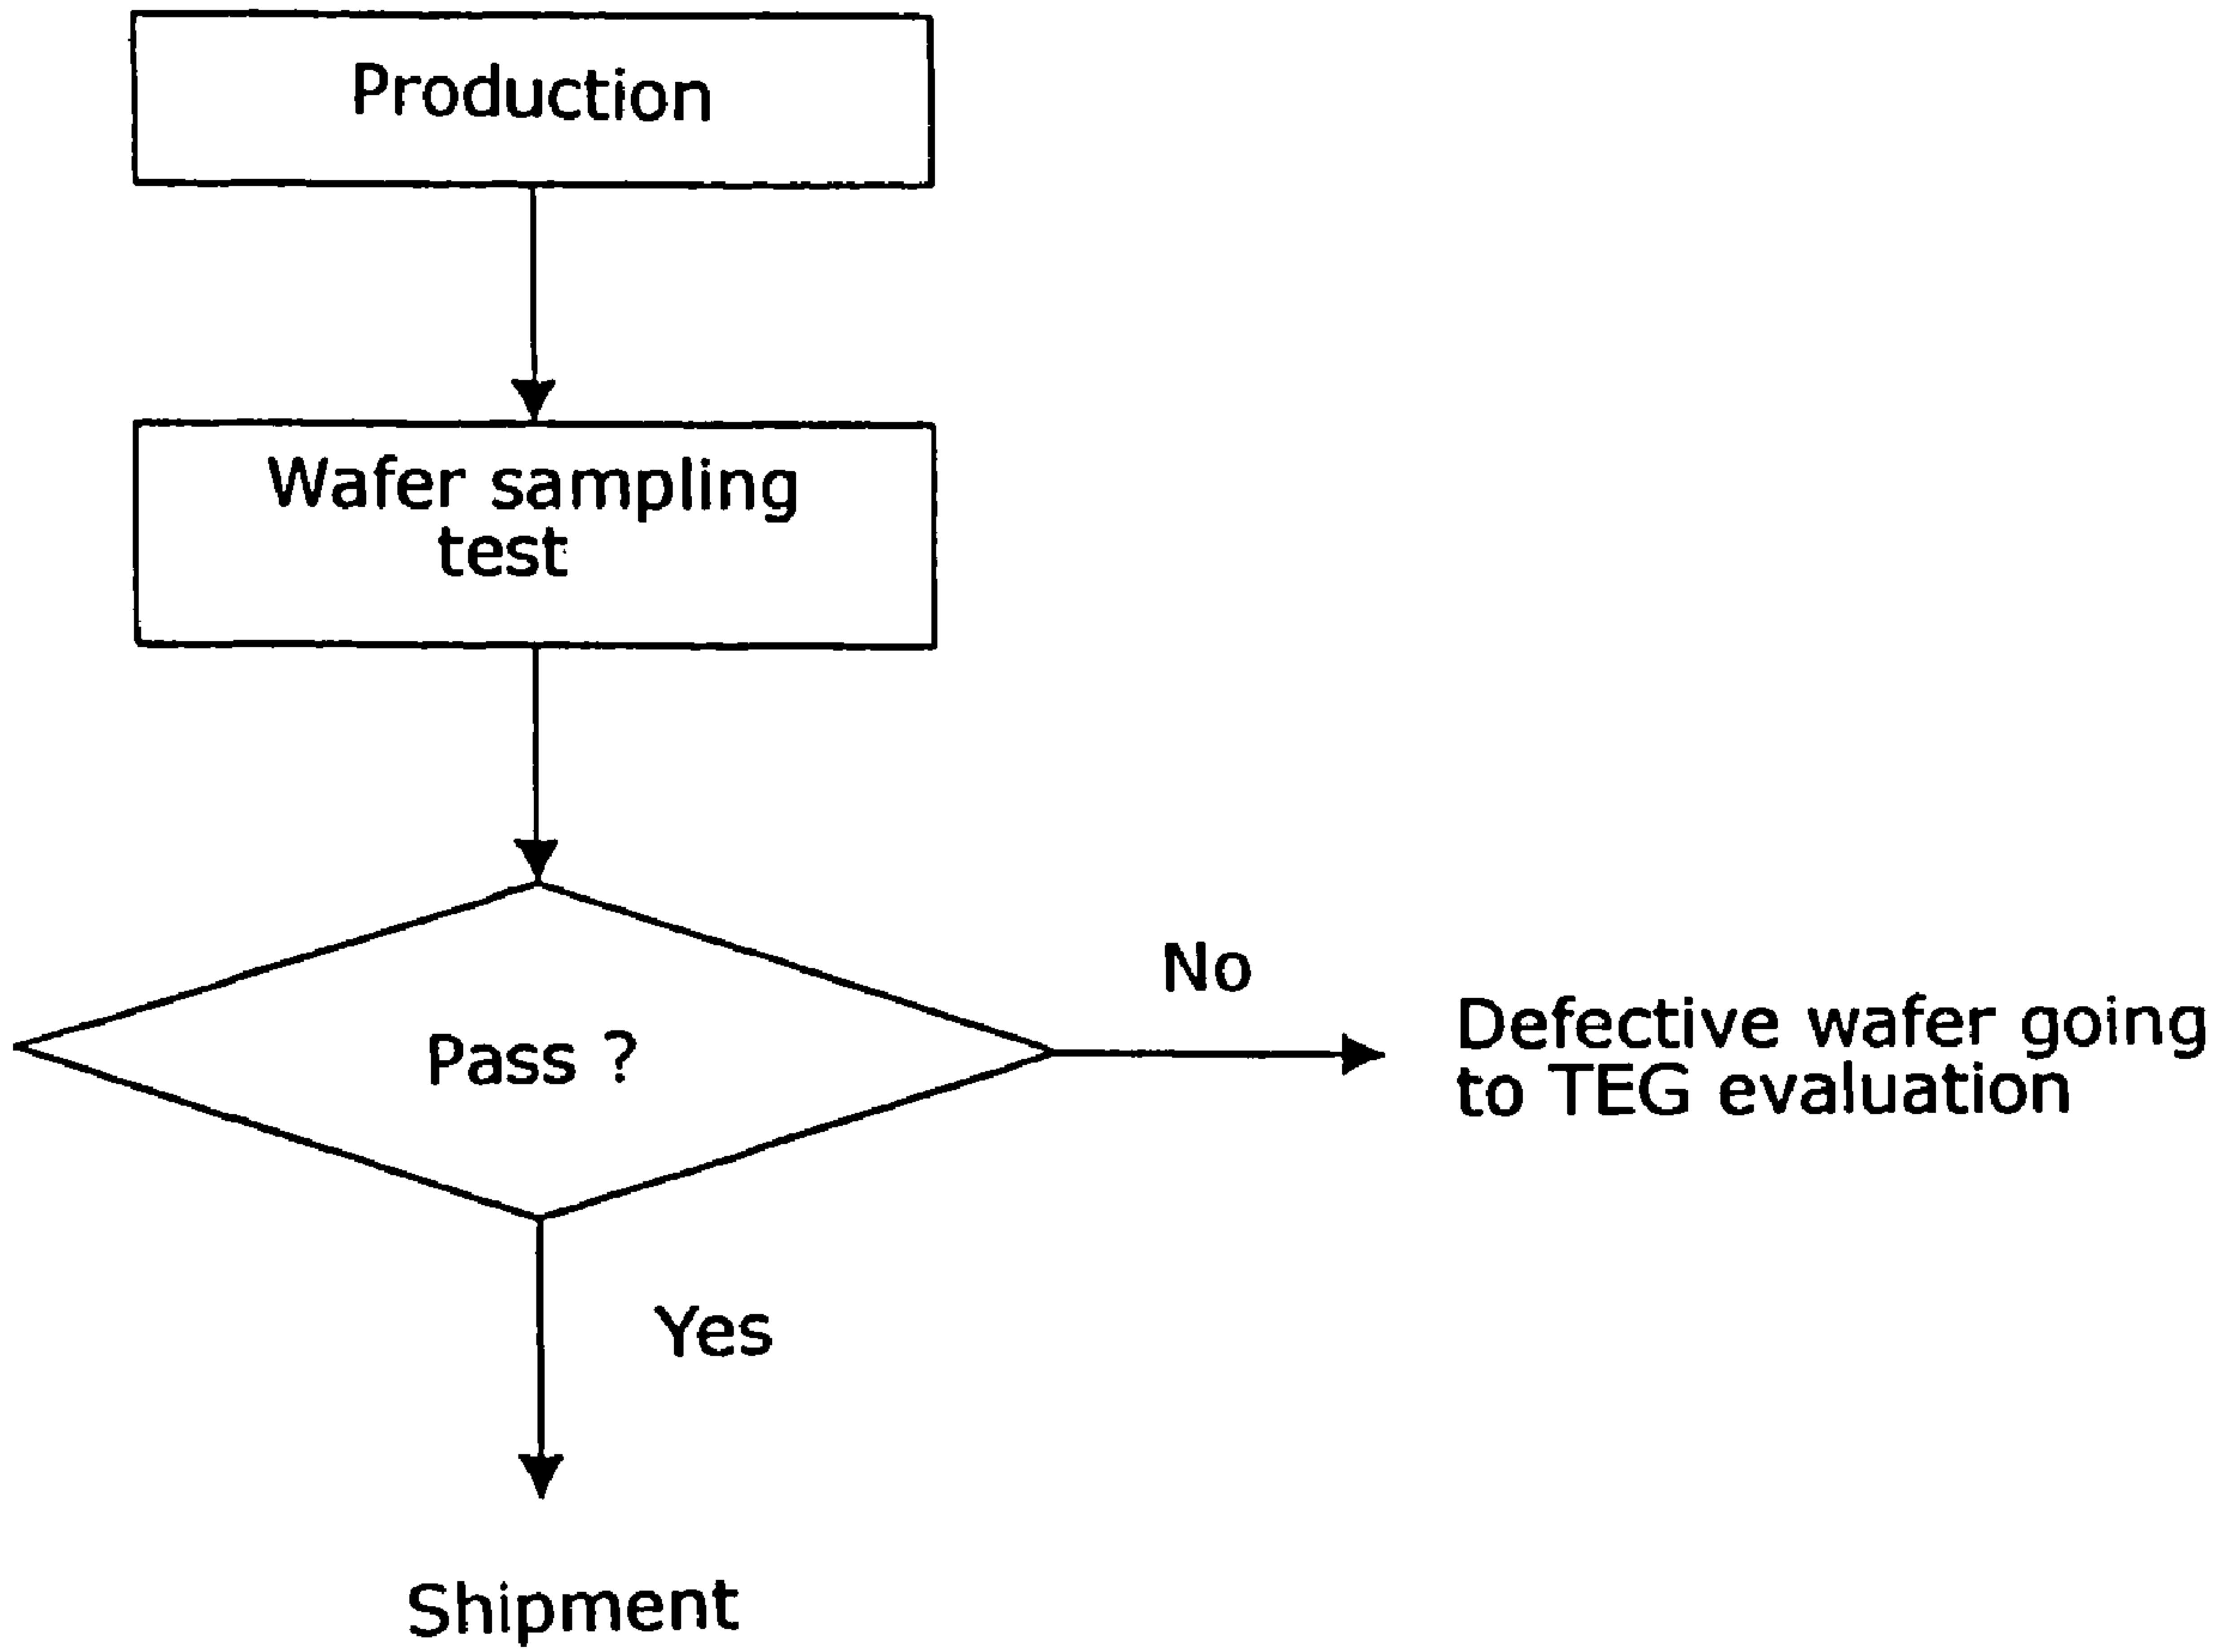 Production
Wafer sampling
test
Pass ?
No
Defective wafer going
to TEG evaluation
Yes
Shipment